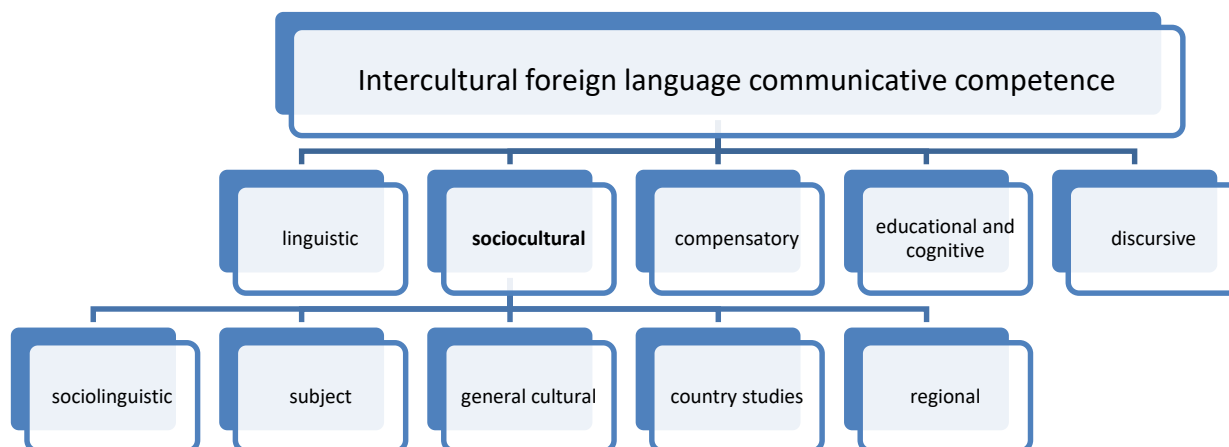 Intercultural foreign language communicative competence
linguistic
sociocultural
compensatory
educational and
cognitive
discursive
sociolinguistic
subject
general cultural
country studies
regional